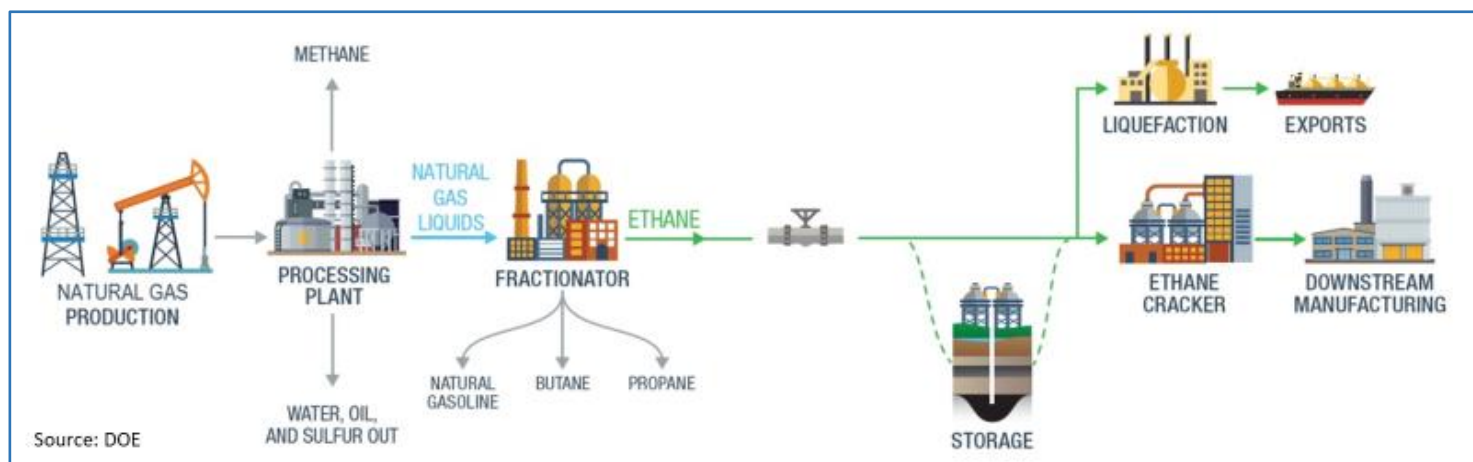 METHANE
NATURAL GAS
PRODUCTION
PROCESSING
PLANT
WATER, OIL,
AND SULFUR OUT
NATURAL
GAS
LIQUIDS
FRACTIONATOR
NATURAL
GASOLINE
BUTANE
PROPANE
ETHANE
STORAGE
LIQUEFACTION
EXPORTS
ETHANE
CRACKER
DOWNSTREAM
MANUFACTURING
Source: DOE